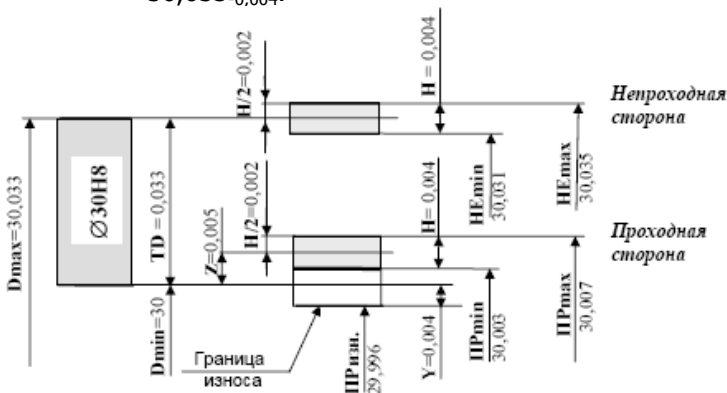 30,035-0,004.
H/2=0,002
H = 0,004
Непроходная
сторона
Dmax=30,033
∅30H8
TD = 0,033
HEmin
30,031
HEmax
30,035
Z=0,005
H/2=0,002
H= 0,004
Проходная
сторона
Dmin=30
Граница
износа
ПРизн.
29,996
Y=0,004
ПРmin
30,003
ПРmax
30,007